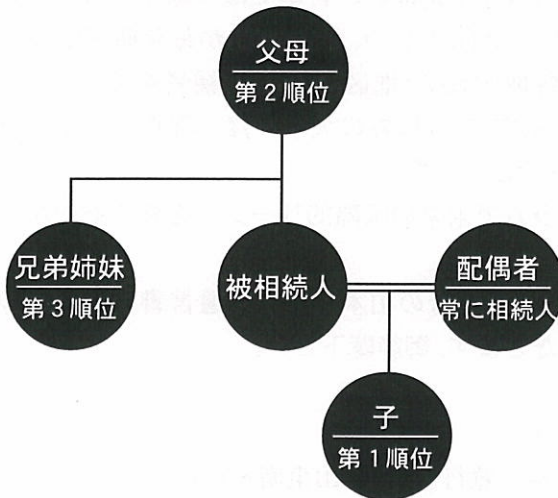 父母
第2順位
兄弟姉妹
第3順位
被相続人
配偶者
常に相続人
子
第1順位